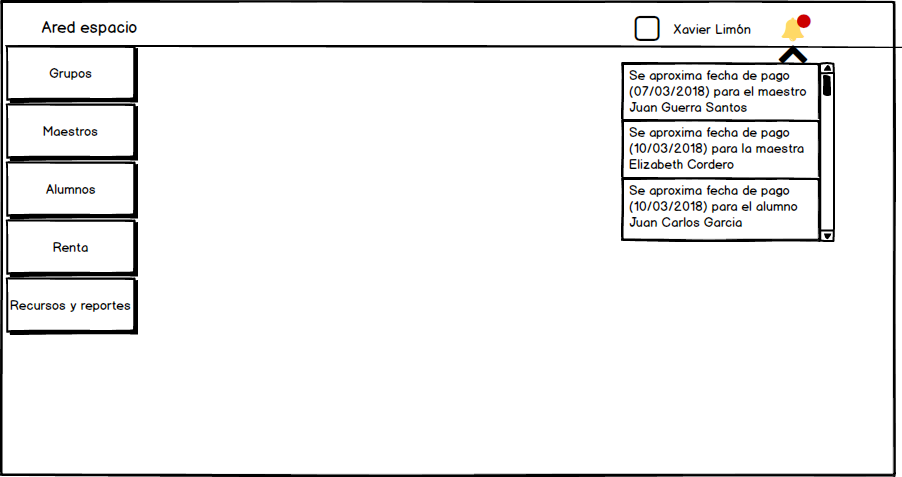 Ared espacio
Xavier Limón
Grupos
Maestros
Alumnos
Renta
Recursos y reportes
Se aproxima fecha de pago
(07/03/2018) para el maestro
Juan Guerra Santos
Se aproxima fecha de pago
(10/03/2018) para la maestra
Elizabeth Cordero
Se aproxima fecha de pago
(10/03/2018) para el alumno
Juan Carlos Garcia